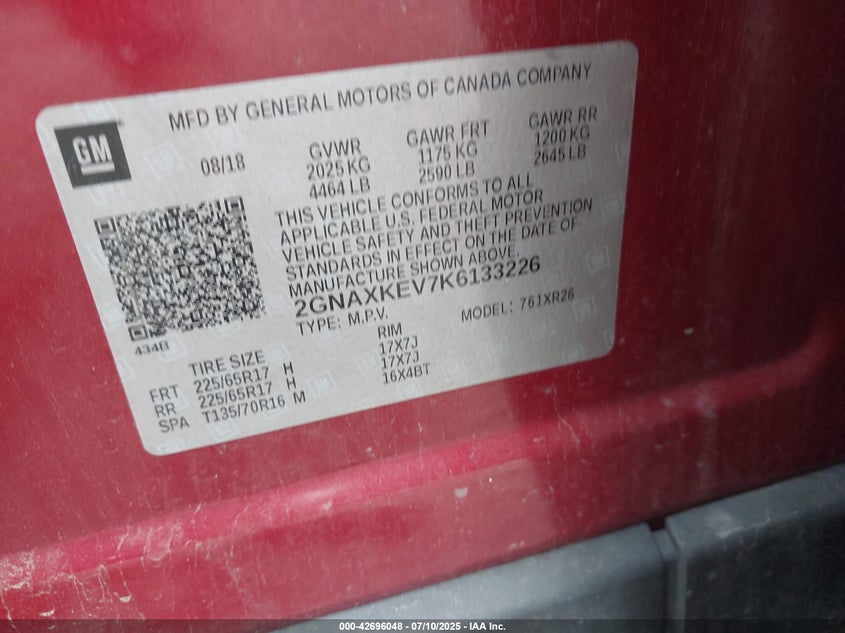 MFD BY GENERAL MOTORS OF CANADA COMPANY
GM
08/18
GVWR
2025 KG
4464 LB
GAWR FRT
1175 KG
2590 LB
GAWR RR
1200 KG
2645 LB
THIS VEHICLE CONFORMS TO ALL
APPLICABLE U.S. FEDERAL MOTOR
VEHICLE SAFETY AND THEFT PREVENTION
STANDARDS IN EFFECT ON THE DATE OF
MANUFACTURE SHOWN ABOVE.
2GNAXKEV7K6133226
TYPE: M.P.V.
MODEL: 761XR26
434B
TIRE SIZE
RIM
FRT 225/65R17 H 17X7J
RR 225/65R17 H 17X7J
SPA T135/70R16 M 16X4BT
000-42696048 - 07/10/2025 - IAA Inc.